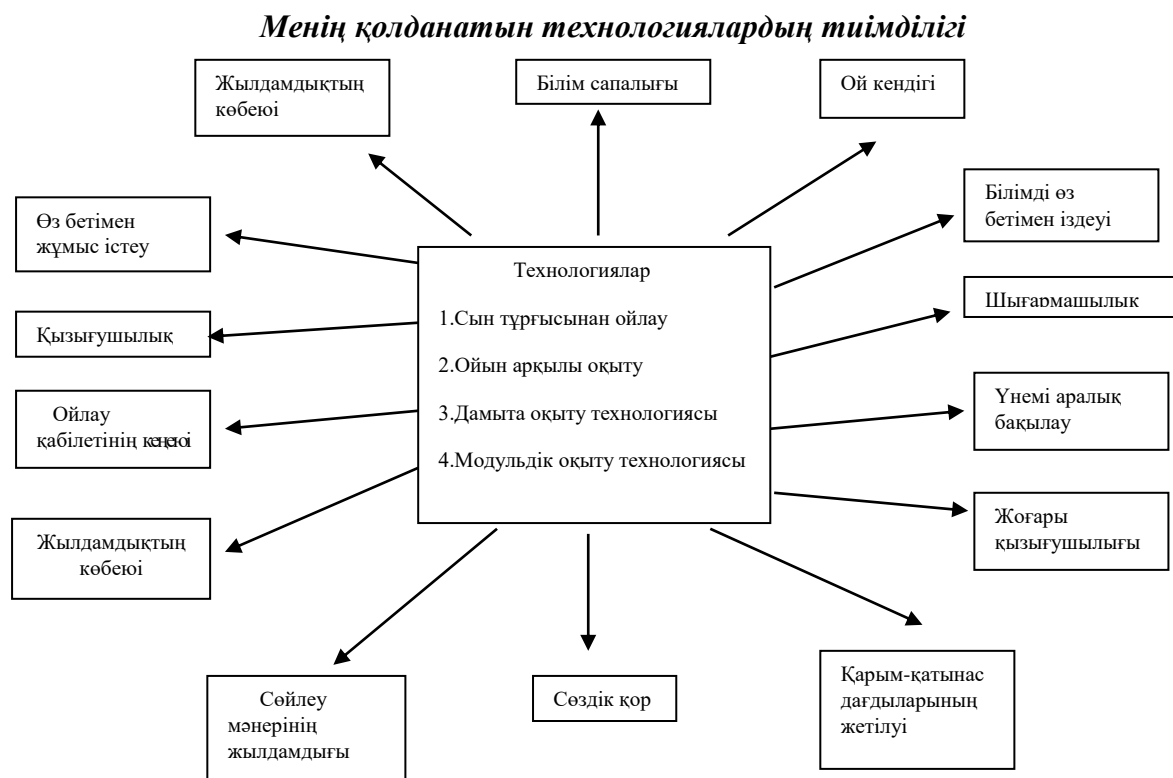 Менің қолданатын технологиялардың тиімділігі
Жылдамдықтың
көбеюі
Білім сапалығы
Ой кендігі
Өз бетімен
жұмыс істеу
Білімді өз
бетімен іздеуі
Технологиялар
1.Сын тұрғысынан ойлау
2.Ойын арқылы оқыту
3.Дамыта оқыту технологиясы
4.Модульдік оқыту технологиясы
Қызығушылық
Шығармашылық
Ойлау
қабілетінің кеңеюі
Үнемі аралық
бақылау
Жылдамдықтың
көбеюі
Жоғары
қызығушылығы
Сөйлеу
мәнерінің
жылдамдығы
Сөздік қор
Қарым-қатынас
дағдыларының
жетілуі